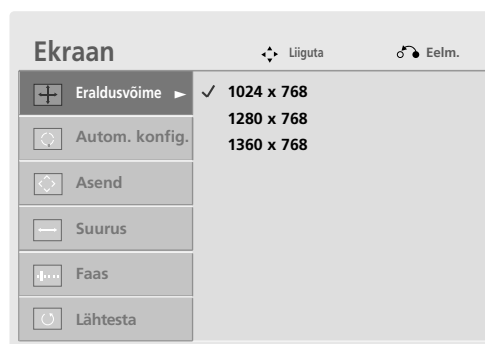 Ekraan Liiguta Eelm.
Eraldusvõime ► ✓ 1024 x 768
1280 x 768
Autom. konfig.
1360 x 768
Asend
Suurus
Faas
Lähtesta